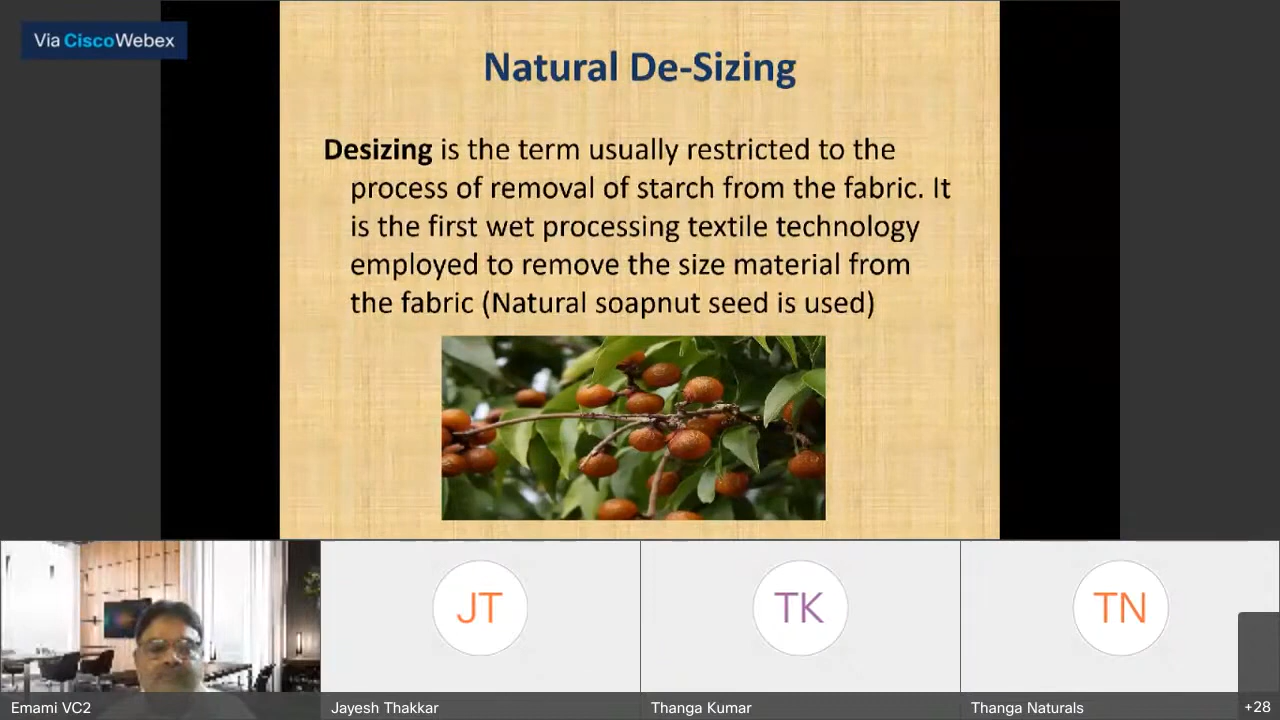 Via CiscoWebex
Natural De-Sizing
Desizing is the term usually restricted to the
process of removal of starch from the fabric. It
is the first wet processing textile technology
employed to remove the size material from
the fabric (Natural soapnut seed is used)
JT
TK
TN
Emami VC2
Jayesh Thakkar
Thanga Kumar
Thanga Naturals
+28